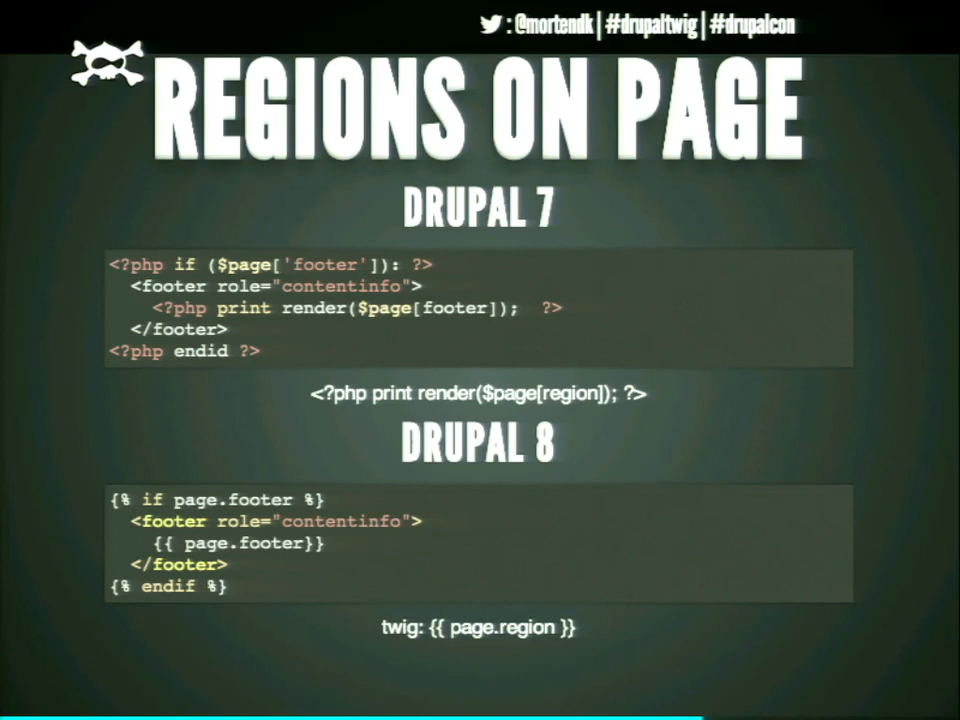 : @mortendk | #drupaltwig | #drupalcon
REGIONS ON PAGE
DRUPAL 7
<?php if ($page['footer']): ?>
<footer role="contentinfo">
<?php print render($page[footer]); ?>
</footer>
<?php endid ?>
<?php print render($page[region]); ?>
DRUPAL 8
{% if page.footer %}
<footer role="contentinfo">
{{ page.footer}}
</footer>
{% endif %}
twig: {{ page.region }}